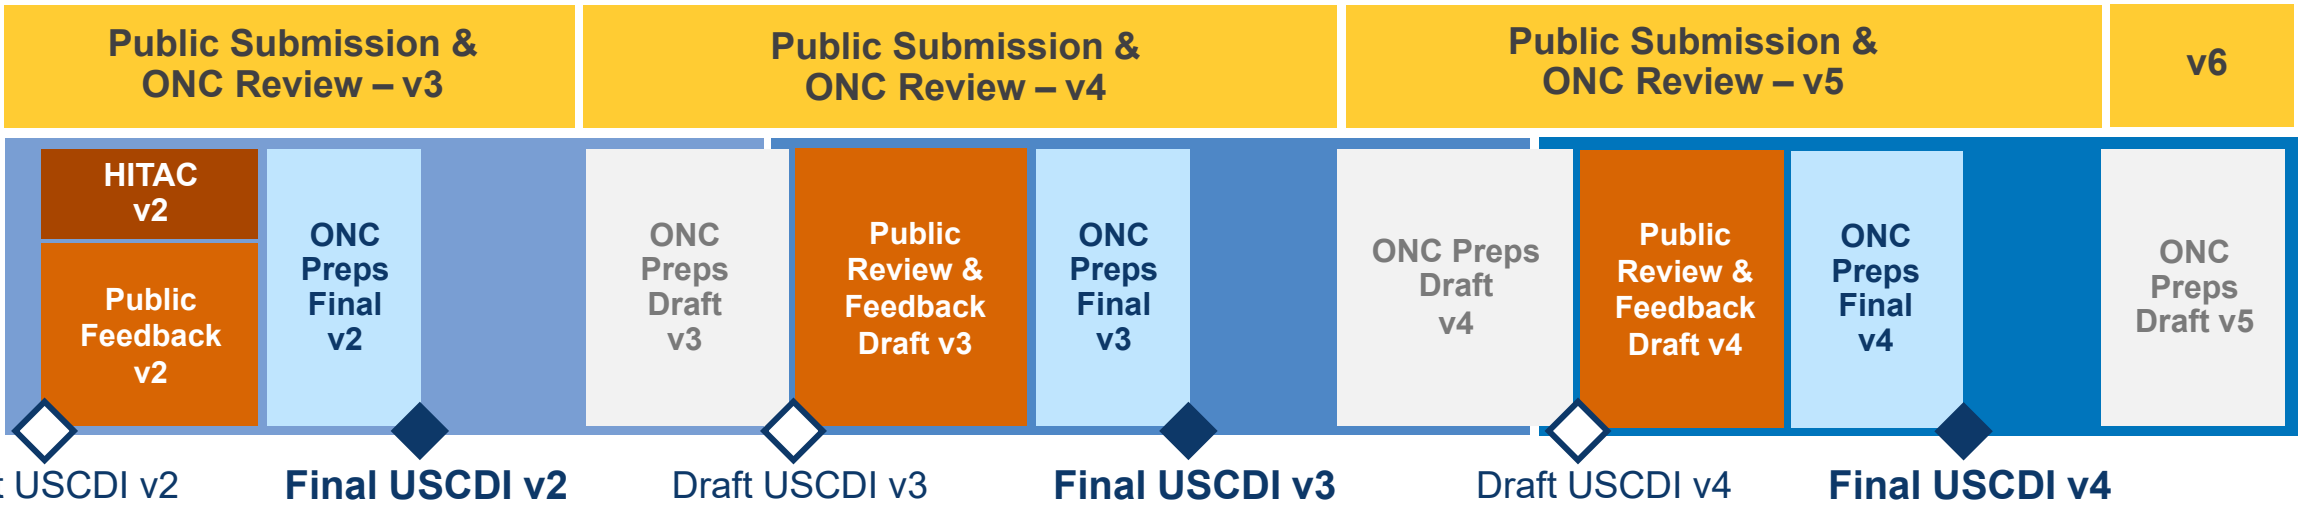 Public Submission &
ONC Review – v3
Public Submission &
ONC Review – v4
Public Submission &
ONC Review – v5
v6
HITAC
v2
Public
Feedback
v2
ONC
Preps
Final
v2
ONC
Preps
Draft
v3
Public
Review &
Feedback
Draft v3
ONC
Preps
Final
v3
ONC Preps
Draft
v4
Public
Review &
Feedback
Draft v4
ONC
Preps
Final
v4
ONC
Preps
Draft v5
t USCDI v2
Final USCDI v2
Draft USCDI v3
Final USCDI v3
Draft USCDI v4
Final USCDI v4